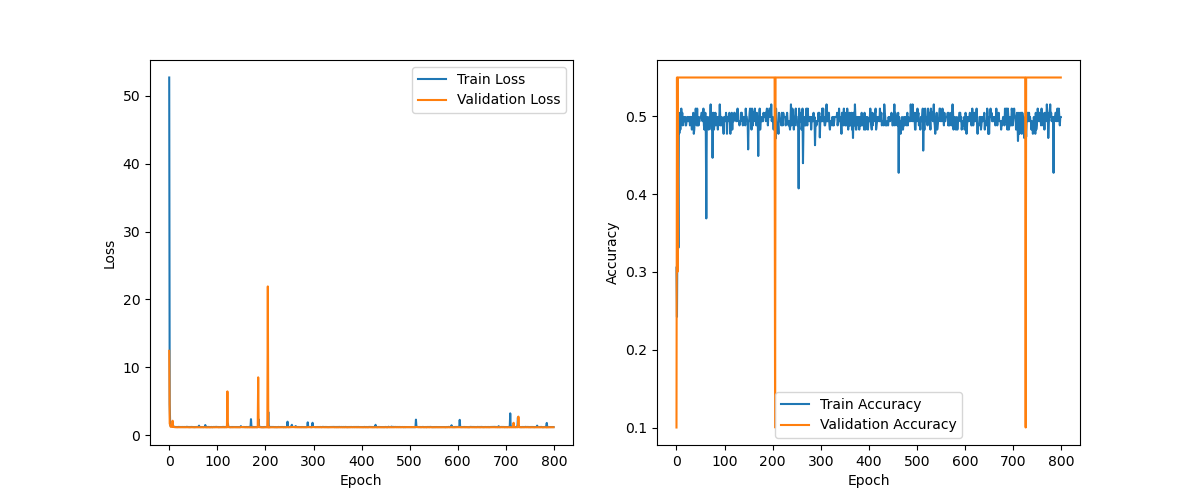 Train Loss
Validation Loss
50
40
30
20
10
0
Loss
0 100 200 300 400 500 600 700 800
Epoch
0.5
0.4
0.3
0.2
0.1
Accuracy
Train Accuracy
Validation Accuracy
0 100 200 300 400 500 600 700 800
Epoch